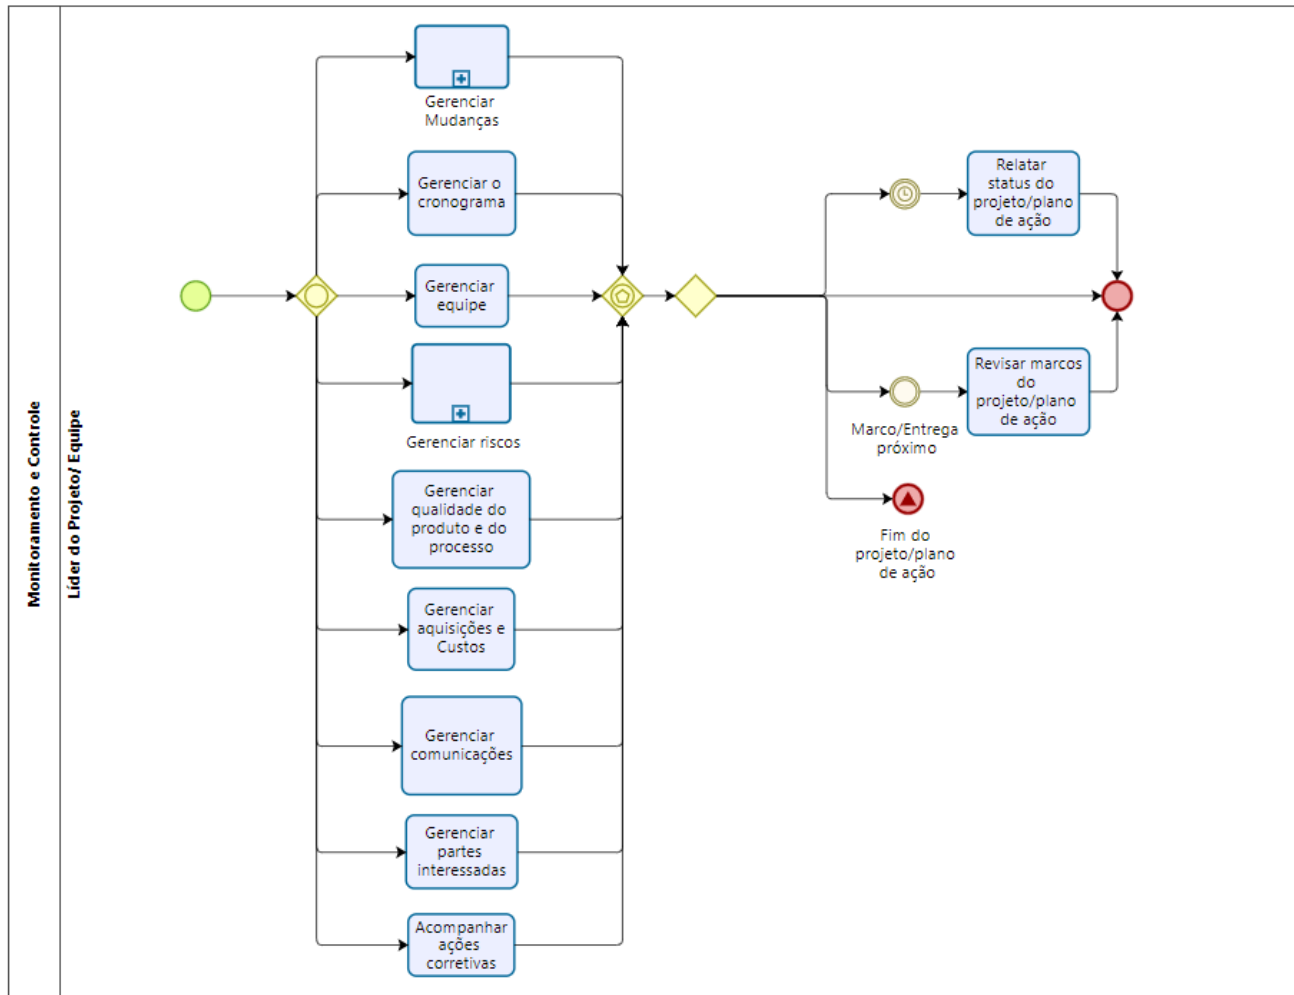 Monitoramento e Controle
Líder do Projeto/ Equipe
Gerenciar
Mudanças
Gerenciar o
cronograma
Gerenciar
equipe
Gerenciar riscos
Gerenciar
qualidade do
produto e do
processo
Gerenciar
aquisições e
Custos
Gerenciar
comunicações
Gerenciar
partes
interessadas
Acompanhar
ações
corretivas
Relatar
status do
projeto/plano
de ação
Marco/Entrega
próximo
Revisar marcos
do
projeto/plano
de ação
Fim do
projeto/plano
de ação